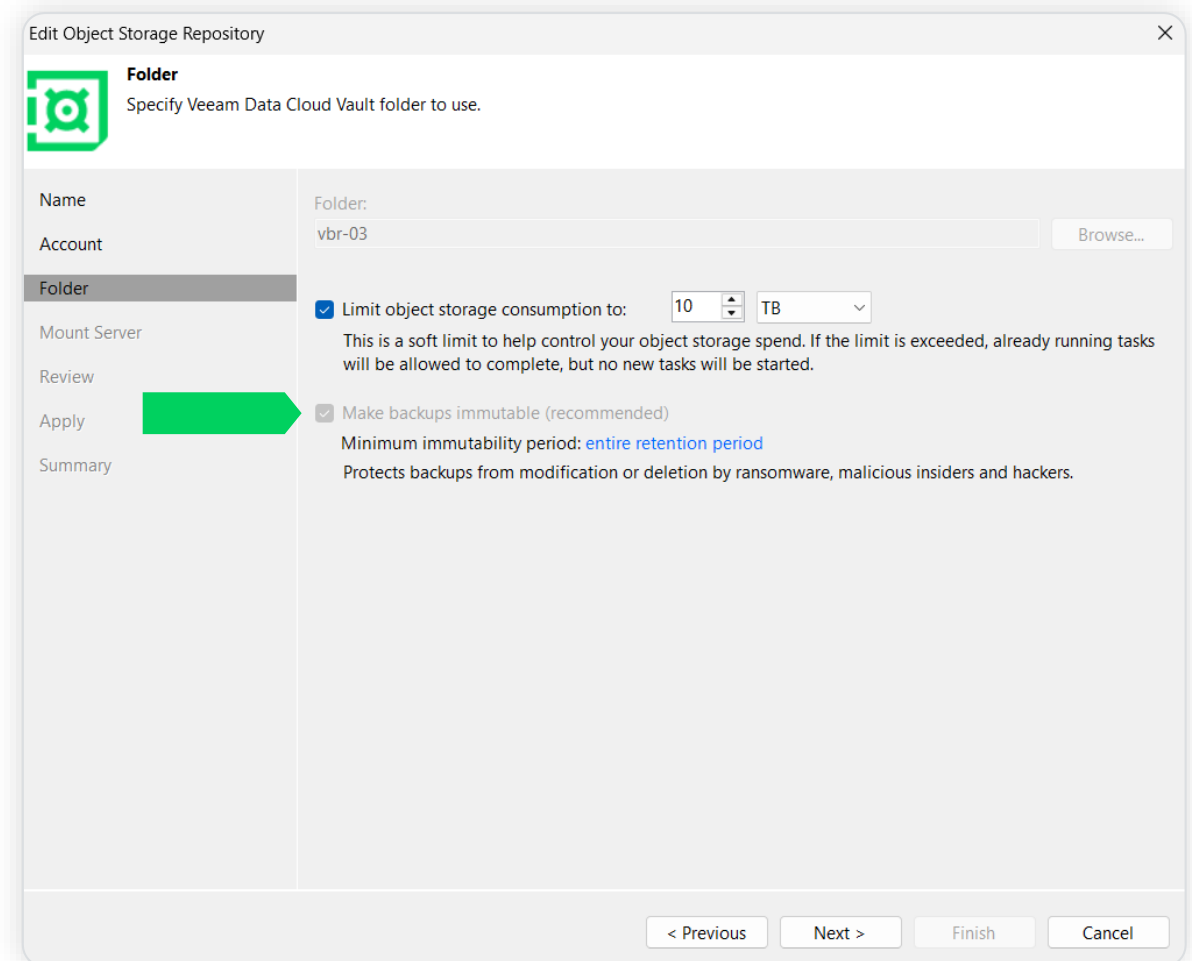 Edit Object Storage Repository
Folder
Specify Veeam Data Cloud Vault folder to use.
Name
Account
Folder
Mount Server
Review
Apply
Summary
Folder:
vbr-03
Browse...
Limit object storage consumption to: 10 TB
This is a soft limit to help control your object storage spend. If the limit is exceeded, already running tasks
will be allowed to complete, but no new tasks will be started.
Make backups immutable (recommended)
Minimum immutability period: entire retention period
Protects backups from modification or deletion by ransomware, malicious insiders and hackers.
< Previous
Next >
Finish
Cancel